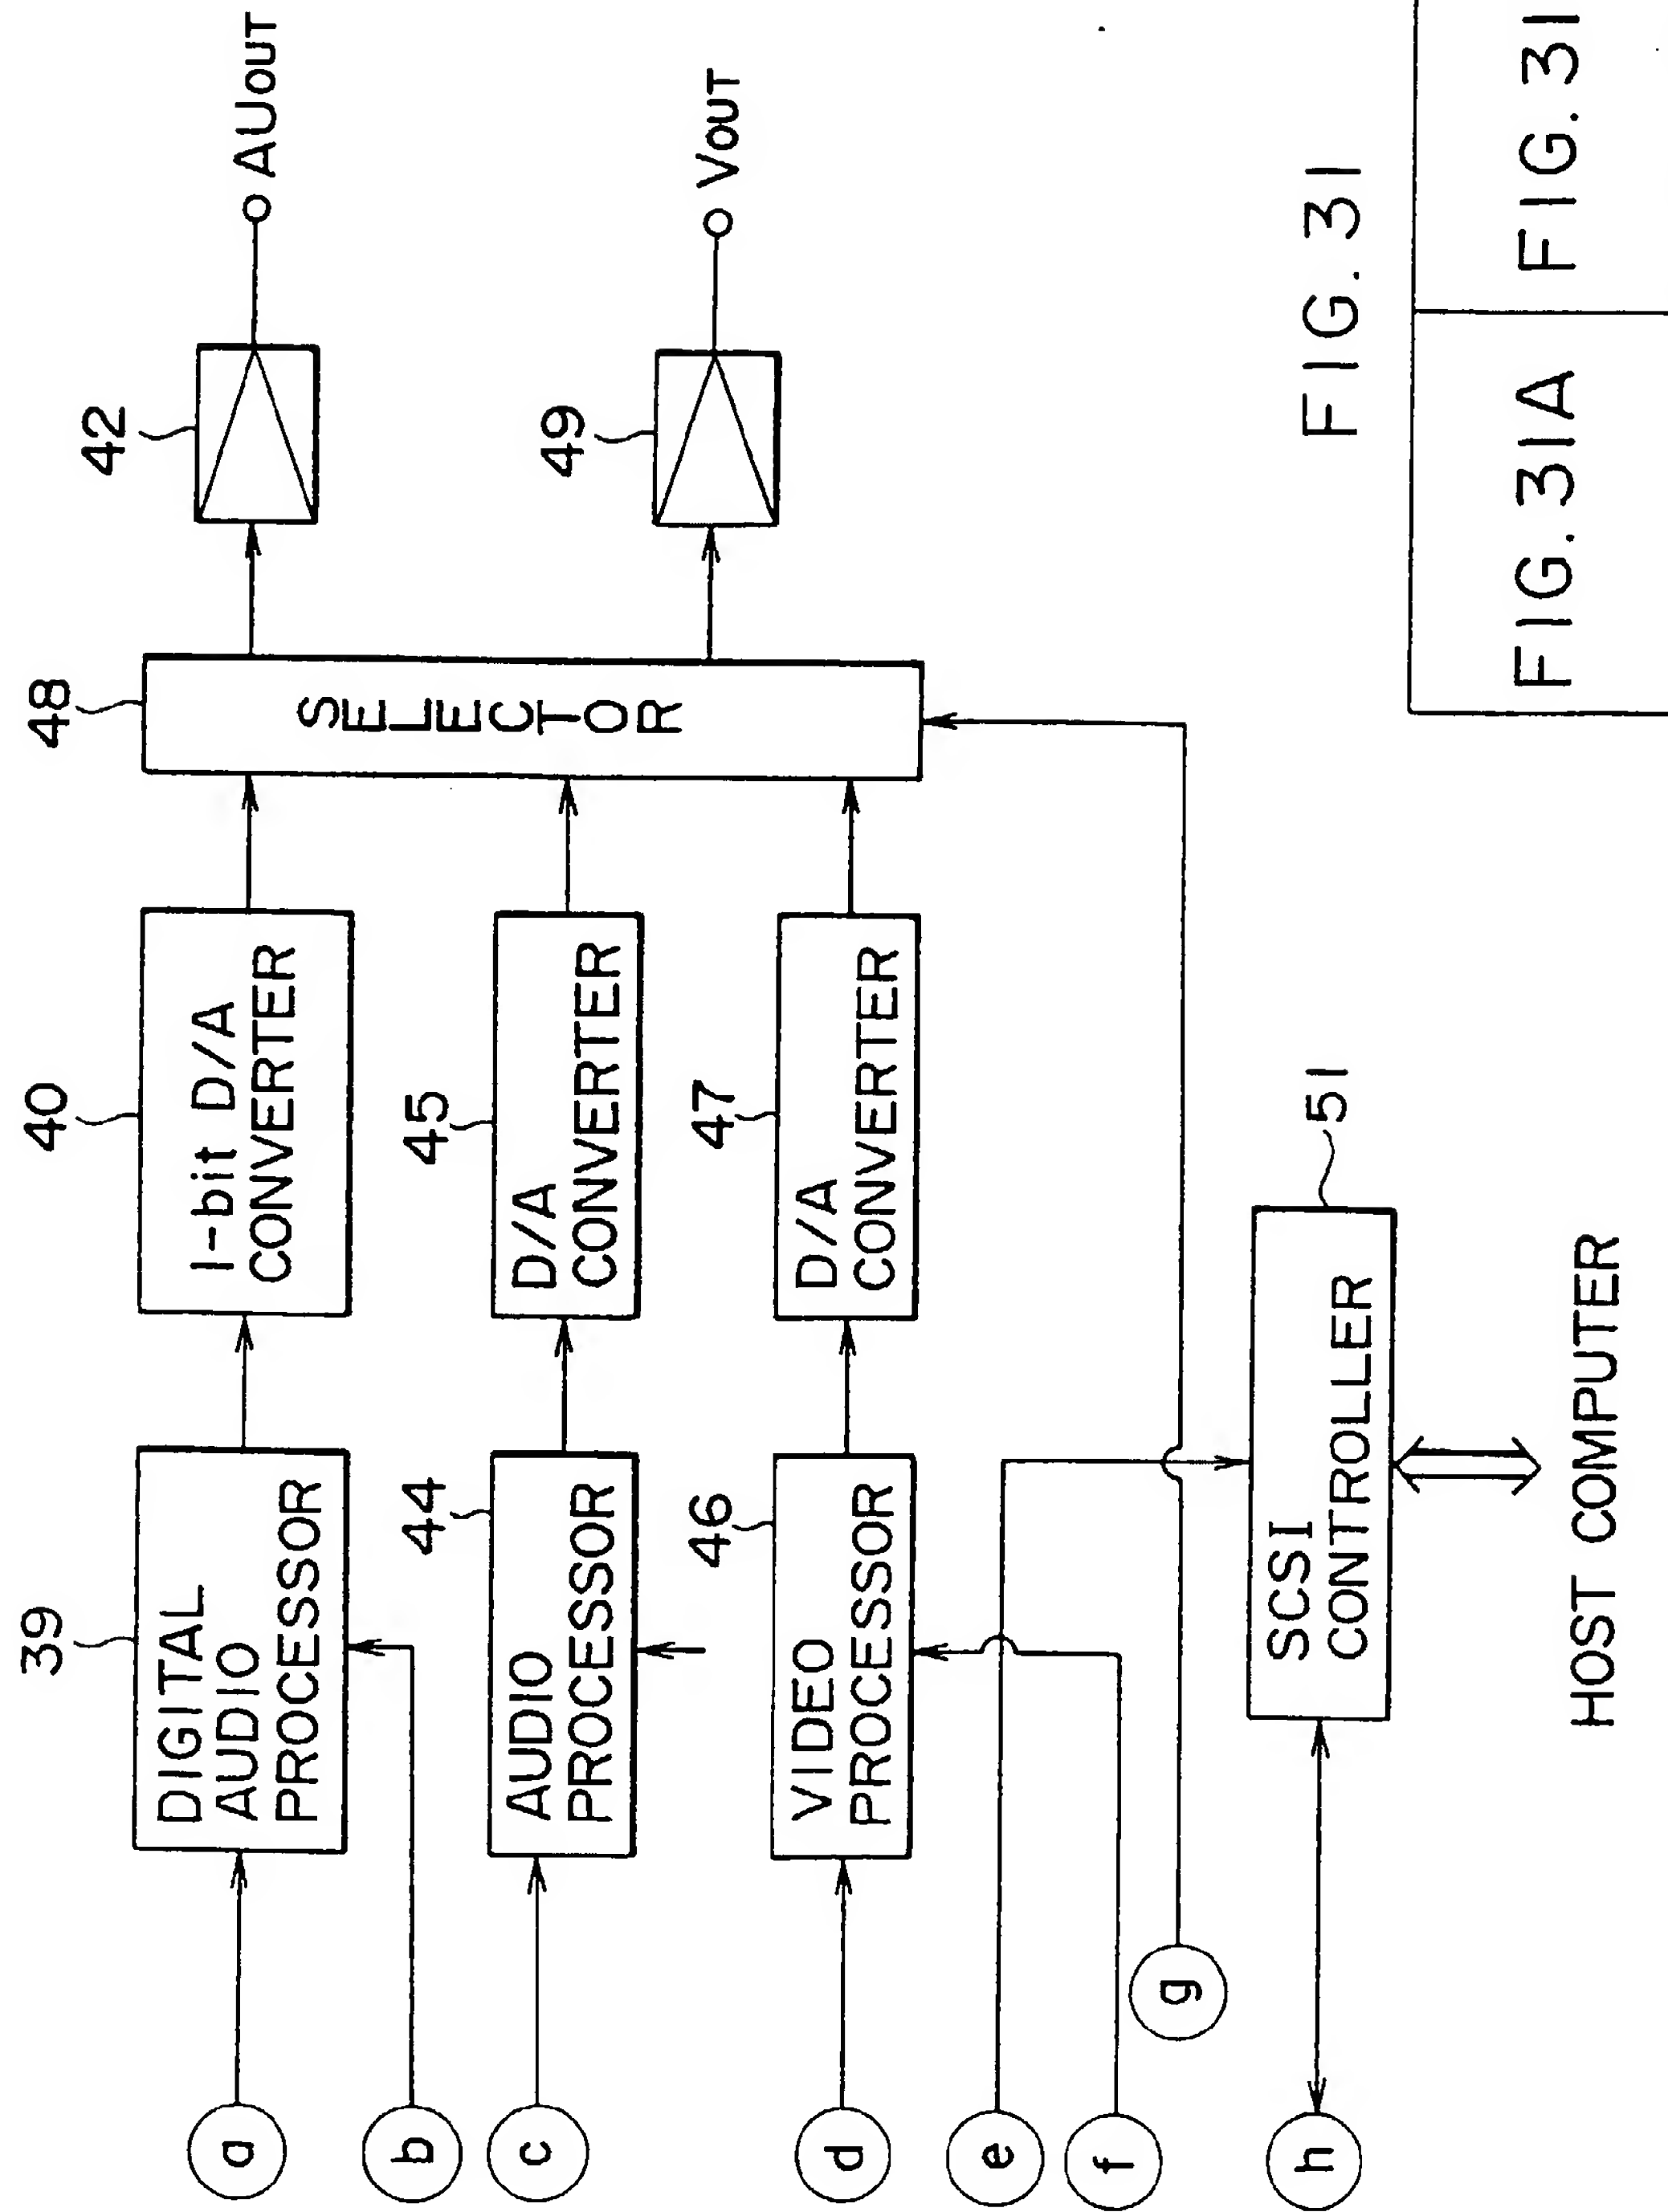 39
40
48
42
DIGITAL
AUDIO
PROCESSOR
1-bit D/A
CONVERTER
SELECTOR
AUOUT
a
b
44
45
49
AUDIO
PROCESSOR
D/A
CONVERTER
VOUT
c
46
47
VIDEO
PROCESSOR
D/A
CONVERTER
d
e
f
g
51
SCSI
CONTROLLER
h
HOST COMPUTER
FIG. 31
FIG. 31A
FIG. 31